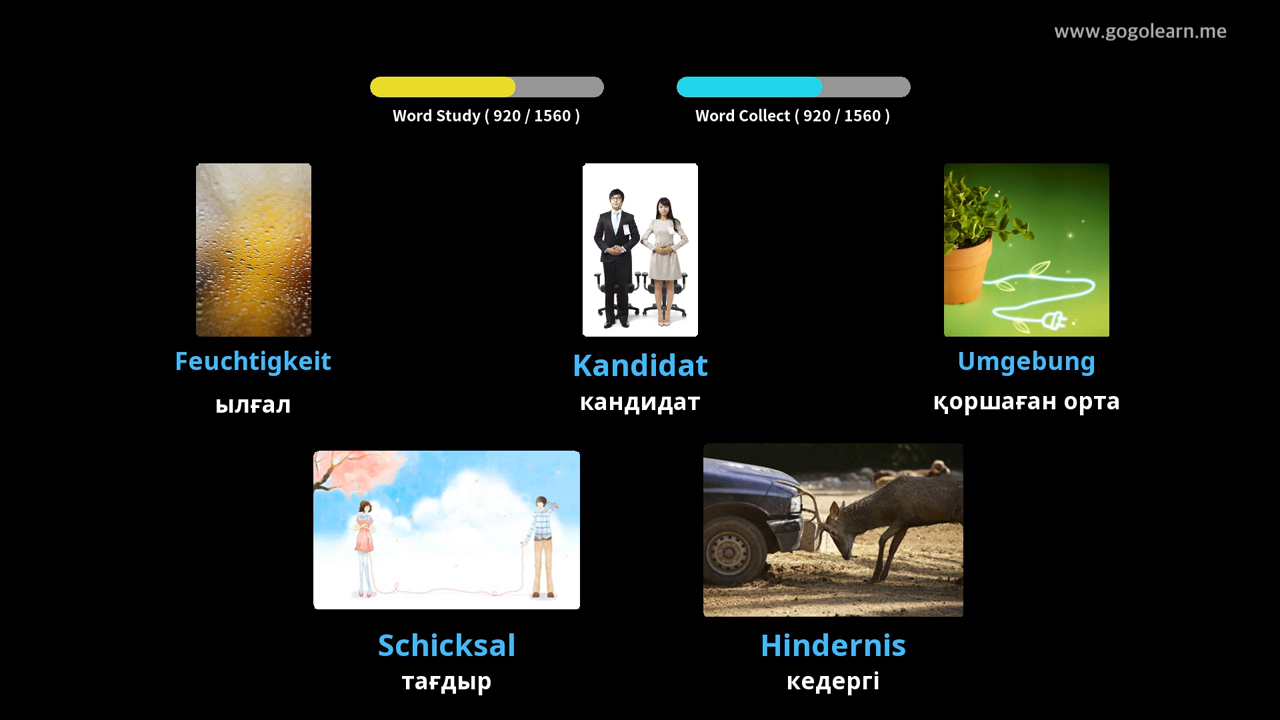 www.gogolearn.me
Word Study ( 920 / 1560 )
Word Collect ( 920 / 1560 )
Feuchtigkeit
ылғал
Kandidat
кандидат
Umgebung
қоршаған орта
Schicksal
тағдыр
Hindernis
кедергі